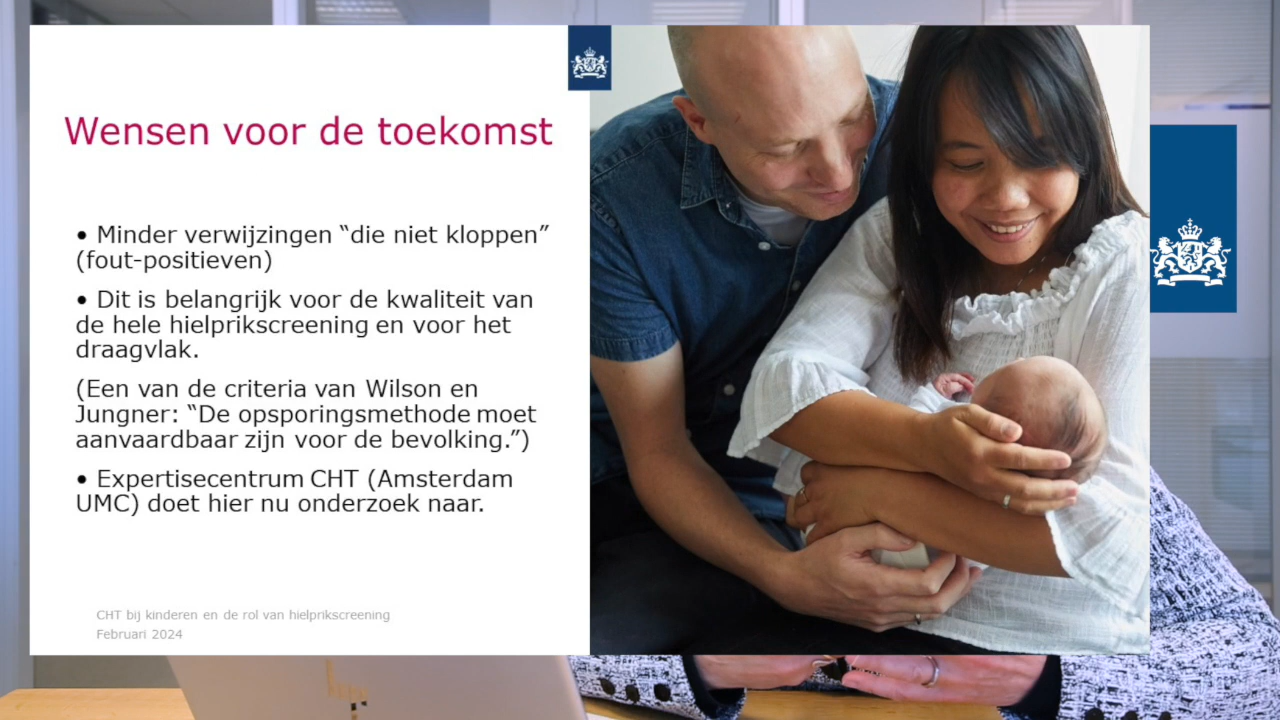 Wensen voor de toekomst
• Minder verwijzingen “die niet kloppen”
(fout-positieven)
• Dit is belangrijk voor de kwaliteit van
de hele hielprikscreening en voor het
draagvlak.
(Een van de criteria van Wilson en
Jungner: “De opsporingsmethode moet
aanvaardbaar zijn voor de bevolking.”)
• Expertisecentrum CHT (Amsterdam
UMC) doet hier nu onderzoek naar.
CHT bij kinderen en de rol van hielprikscreening
Februari 2024